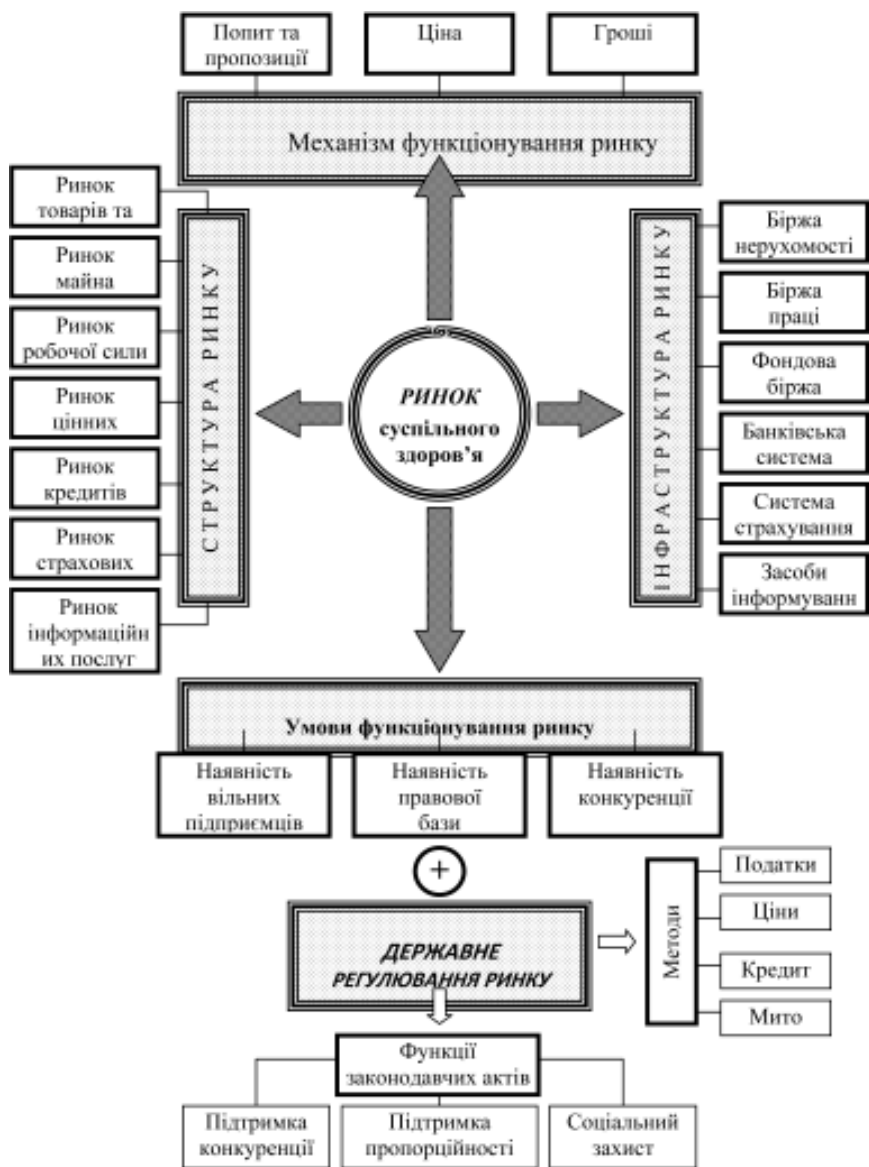 Попит та
пропозиції
Ціна
Гроші
Механізм функціонування ринку
Ринок
товарів та
Ринок
майна
Ринок
робочої сили
Ринок
цінних
Ринок
кредитів
Ринок
страхових
Ринок
інформаційн
их послуг
СТРУКТУРА РИНКУ
РИНОК
суспільного
здоров’я
ІНФРАСТРУКТУРА РИНКУ
Біржа
нерухомості
Біржа
праці
Фондова
біржа
Банківська
система
Система
страхування
Засоби
інформуванн
Умови функціонування ринку
Наявність
вільних
підприємців
Наявність
правової
бази
Наявність
конкуренції
+
ДЕРЖАВНЕ
РЕГУЛЮВАННЯ РИНКУ
Методи
Податки
Ціни
Кредит
Мито
Функції
законодавчих актів
Підтримка
конкуренції
Підтримка
пропорційності
Соціальний
захист